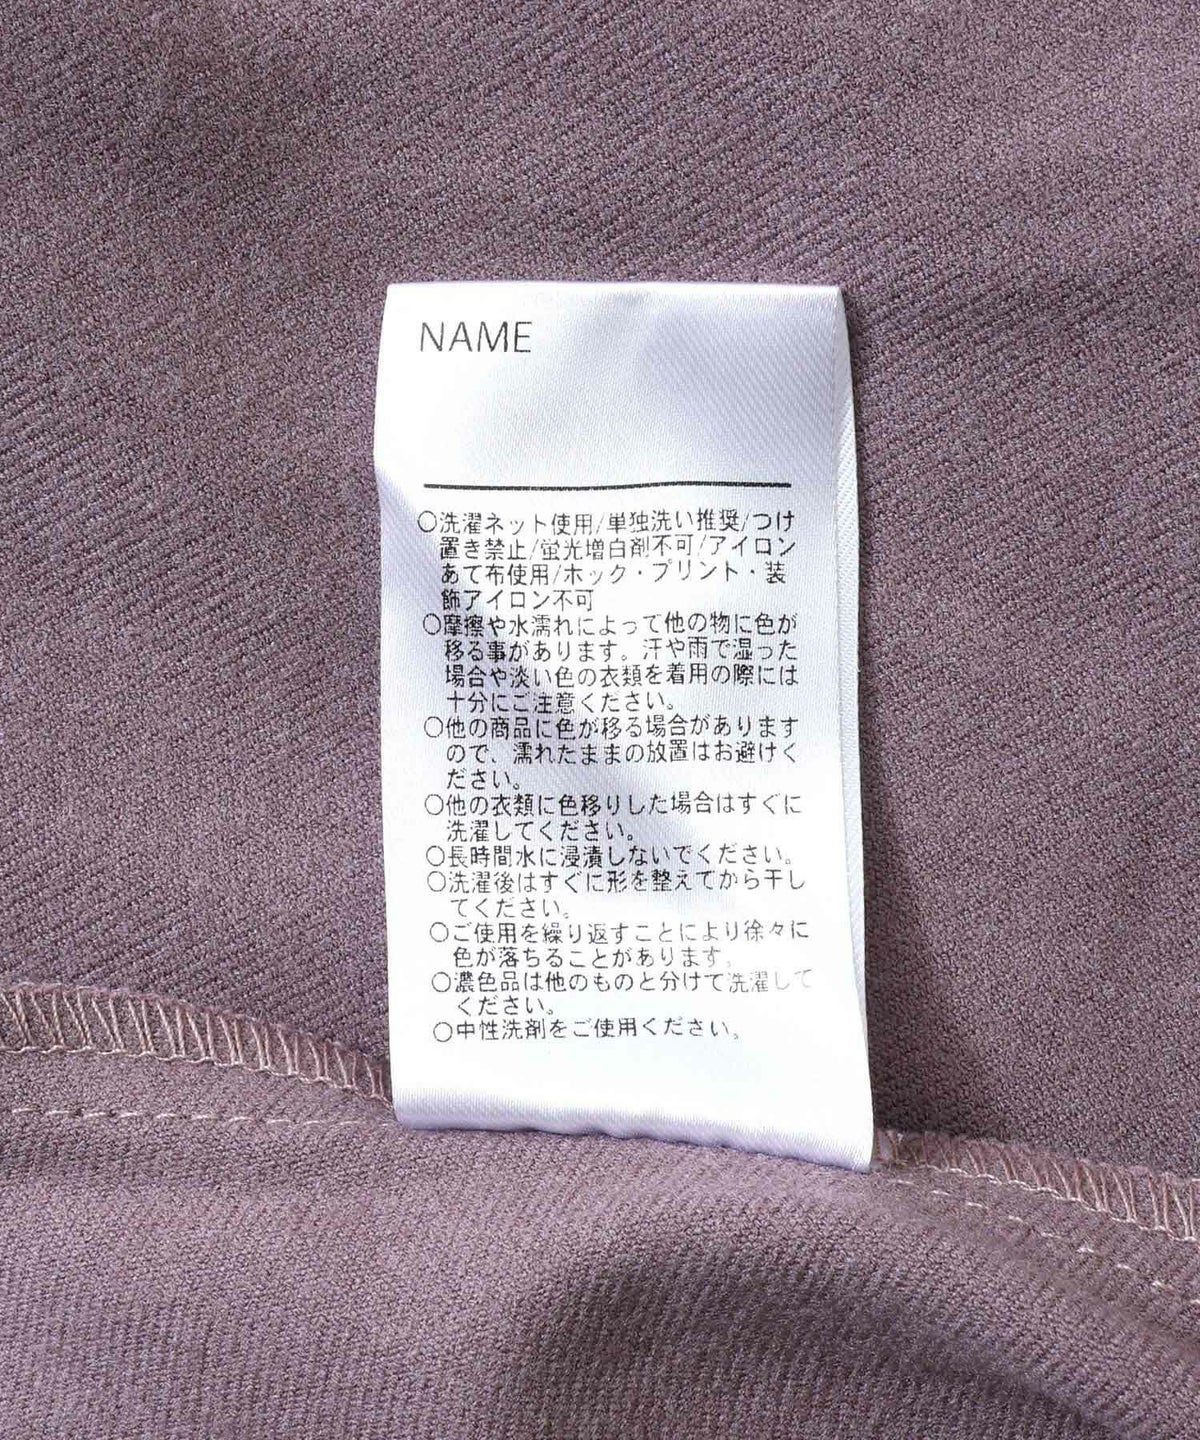 NAME
○洗濯ネット使用/単独洗い推奨/つけ
置き禁止/蛍光増白剤不可/アイロン
あて布使用/ホック・プリント・装
飾アイロン不可
○摩擦や水濡れによって他の物に色が
移る事があります。汗や雨で湿った
場合や淡い色の衣類を着用の際には
十分にご注意ください。
○他の商品に色が移る場合があります
ので、濡れたままの放置はお避けく
ださい。
○他の衣類に色移りした場合はすぐに
洗濯してください。
○長時間水に浸漬しないでください。
○洗濯後はすぐに形を整えてから干し
てください。
○ご使用を繰り返すことにより徐々に
色が落ちることがあります。
○濃色品は他のものと分けて洗濯して
ください。
○中性洗剤をご使用ください。